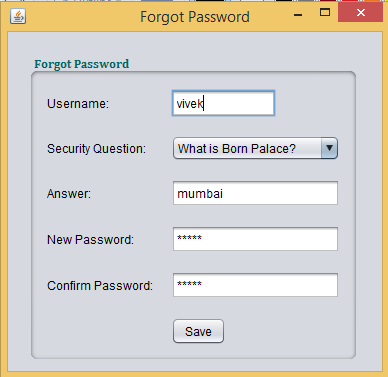 Forgot Password
Forgot Password
Username: vivek
Security Question: What is Born Palace?
Answer: mumbai
New Password: *****
Confirm Password: *****
Save